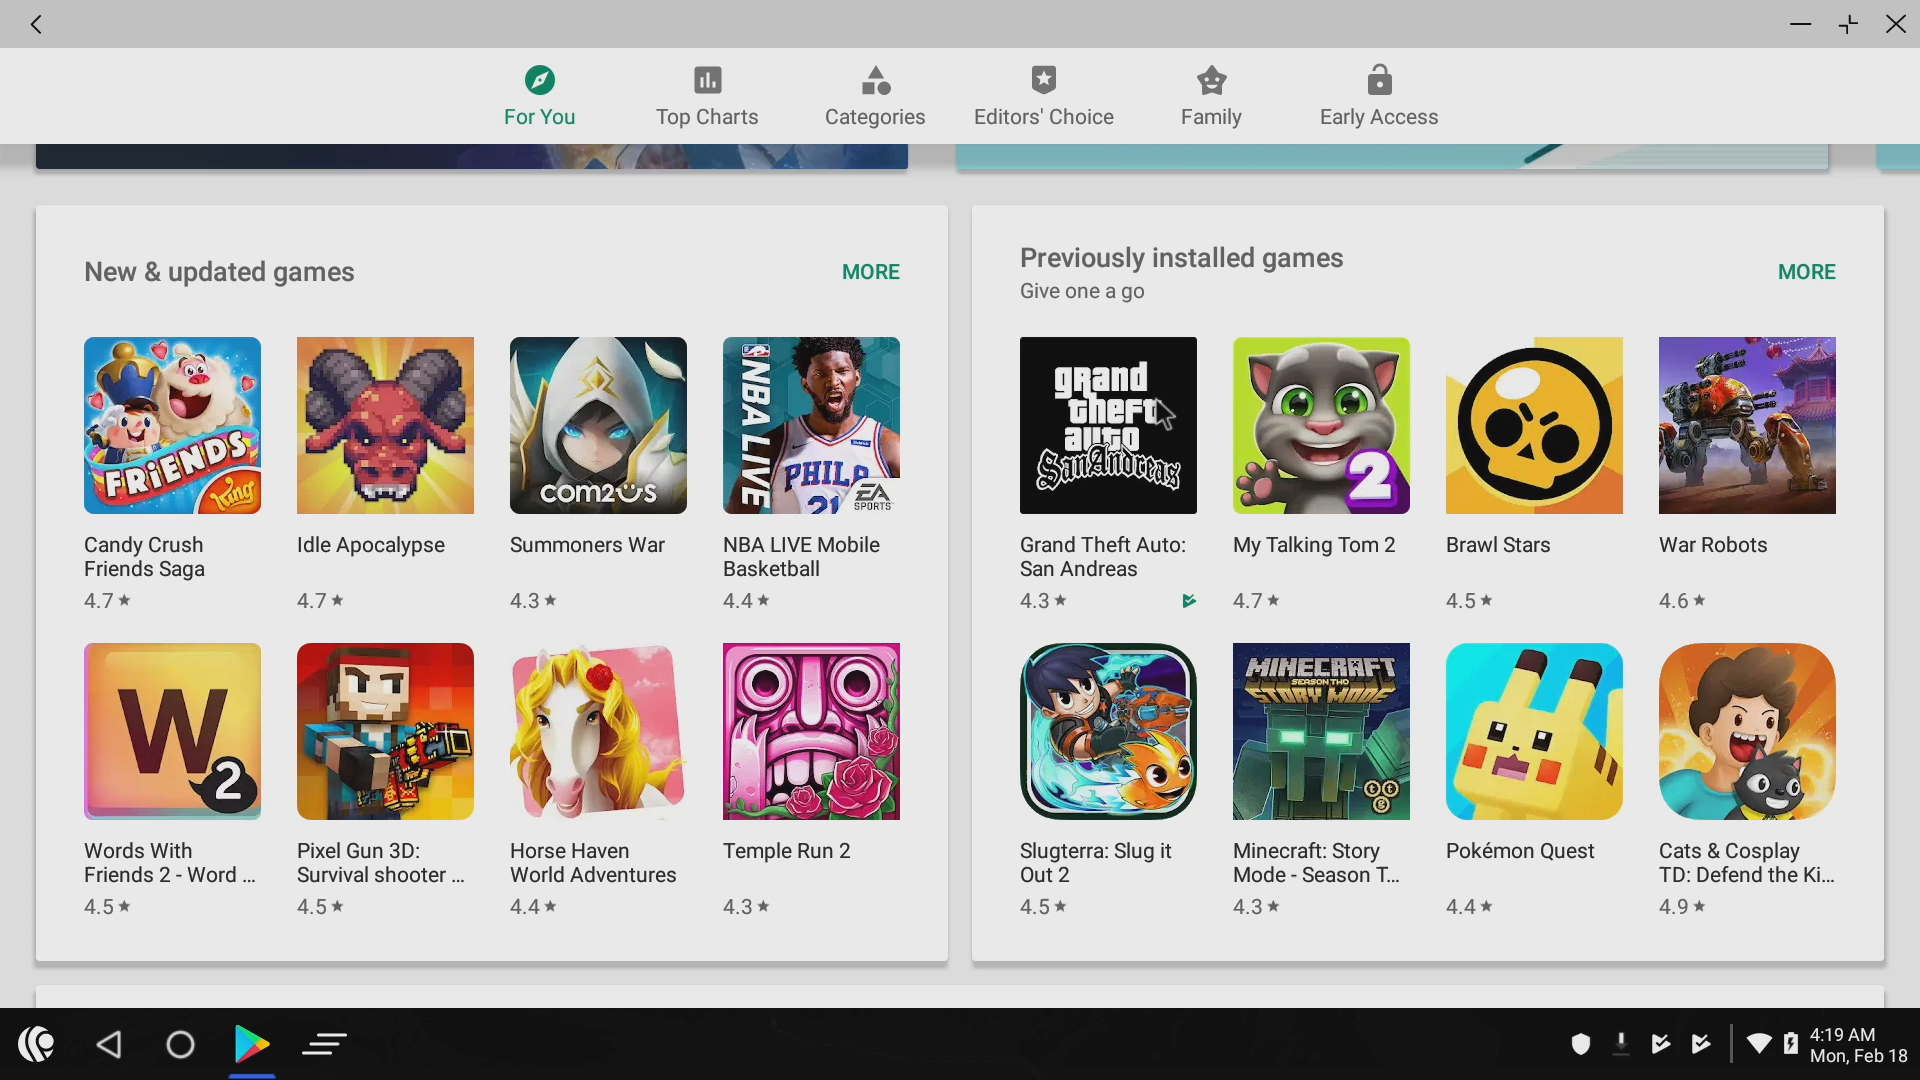 For You
Top Charts
Categories
Editors' Choice
Family
Early Access
New & updated games
MORE
FRiENDS
King
COM2US
NBA LIVE
PHILA
21
EA
SPORTS
Candy Crush
Friends Saga
4.7
Idle Apocalypse
4.7
Summoners War
4.3
NBA LIVE Mobile
Basketball
4.4
W
2
Words With
Friends 2 - Word ...
4.5
Pixel Gun 3D:
Survival shooter ...
4.5
Horse Haven
World Adventures
4.4
Temple Run 2
4.3
Previously installed games
Give one a go
MORE
grand
theft
auto
San Andreas
2
Grand Theft Auto:
San Andreas
4.3
My Talking Tom 2
4.7
Brawl Stars
4.5
War Robots
4.6
MINECRAFT
SEASON TWO
STORY MODE
ttg
Slugterra: Slug it
Out 2
4.5
Minecraft: Story
Mode - Season T...
4.3
Pokémon Quest
4.4
Cats & Cosplay
TD: Defend the Ki...
4.9
4:19 AM
Mon, Feb 18